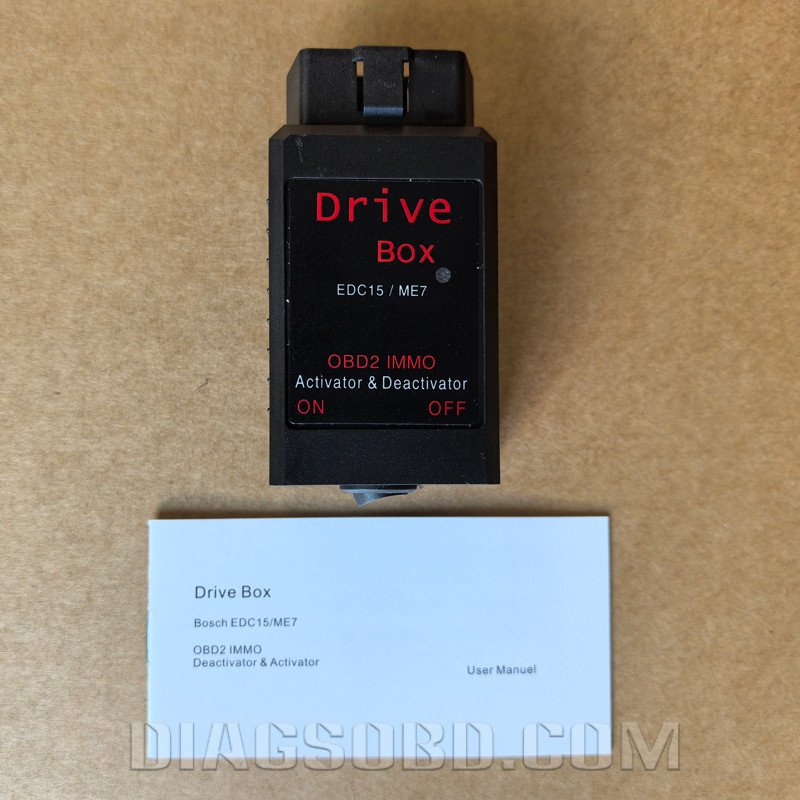 Drive
Box
EDC15 / ME7
OBD2 IMMO
Activator & Deactivator
ON OFF
Drive Box
Bosch EDC15/ME7
OBD2 IMMO
Deactivator & Activator
User Manuel
DIAGSOBD.COM